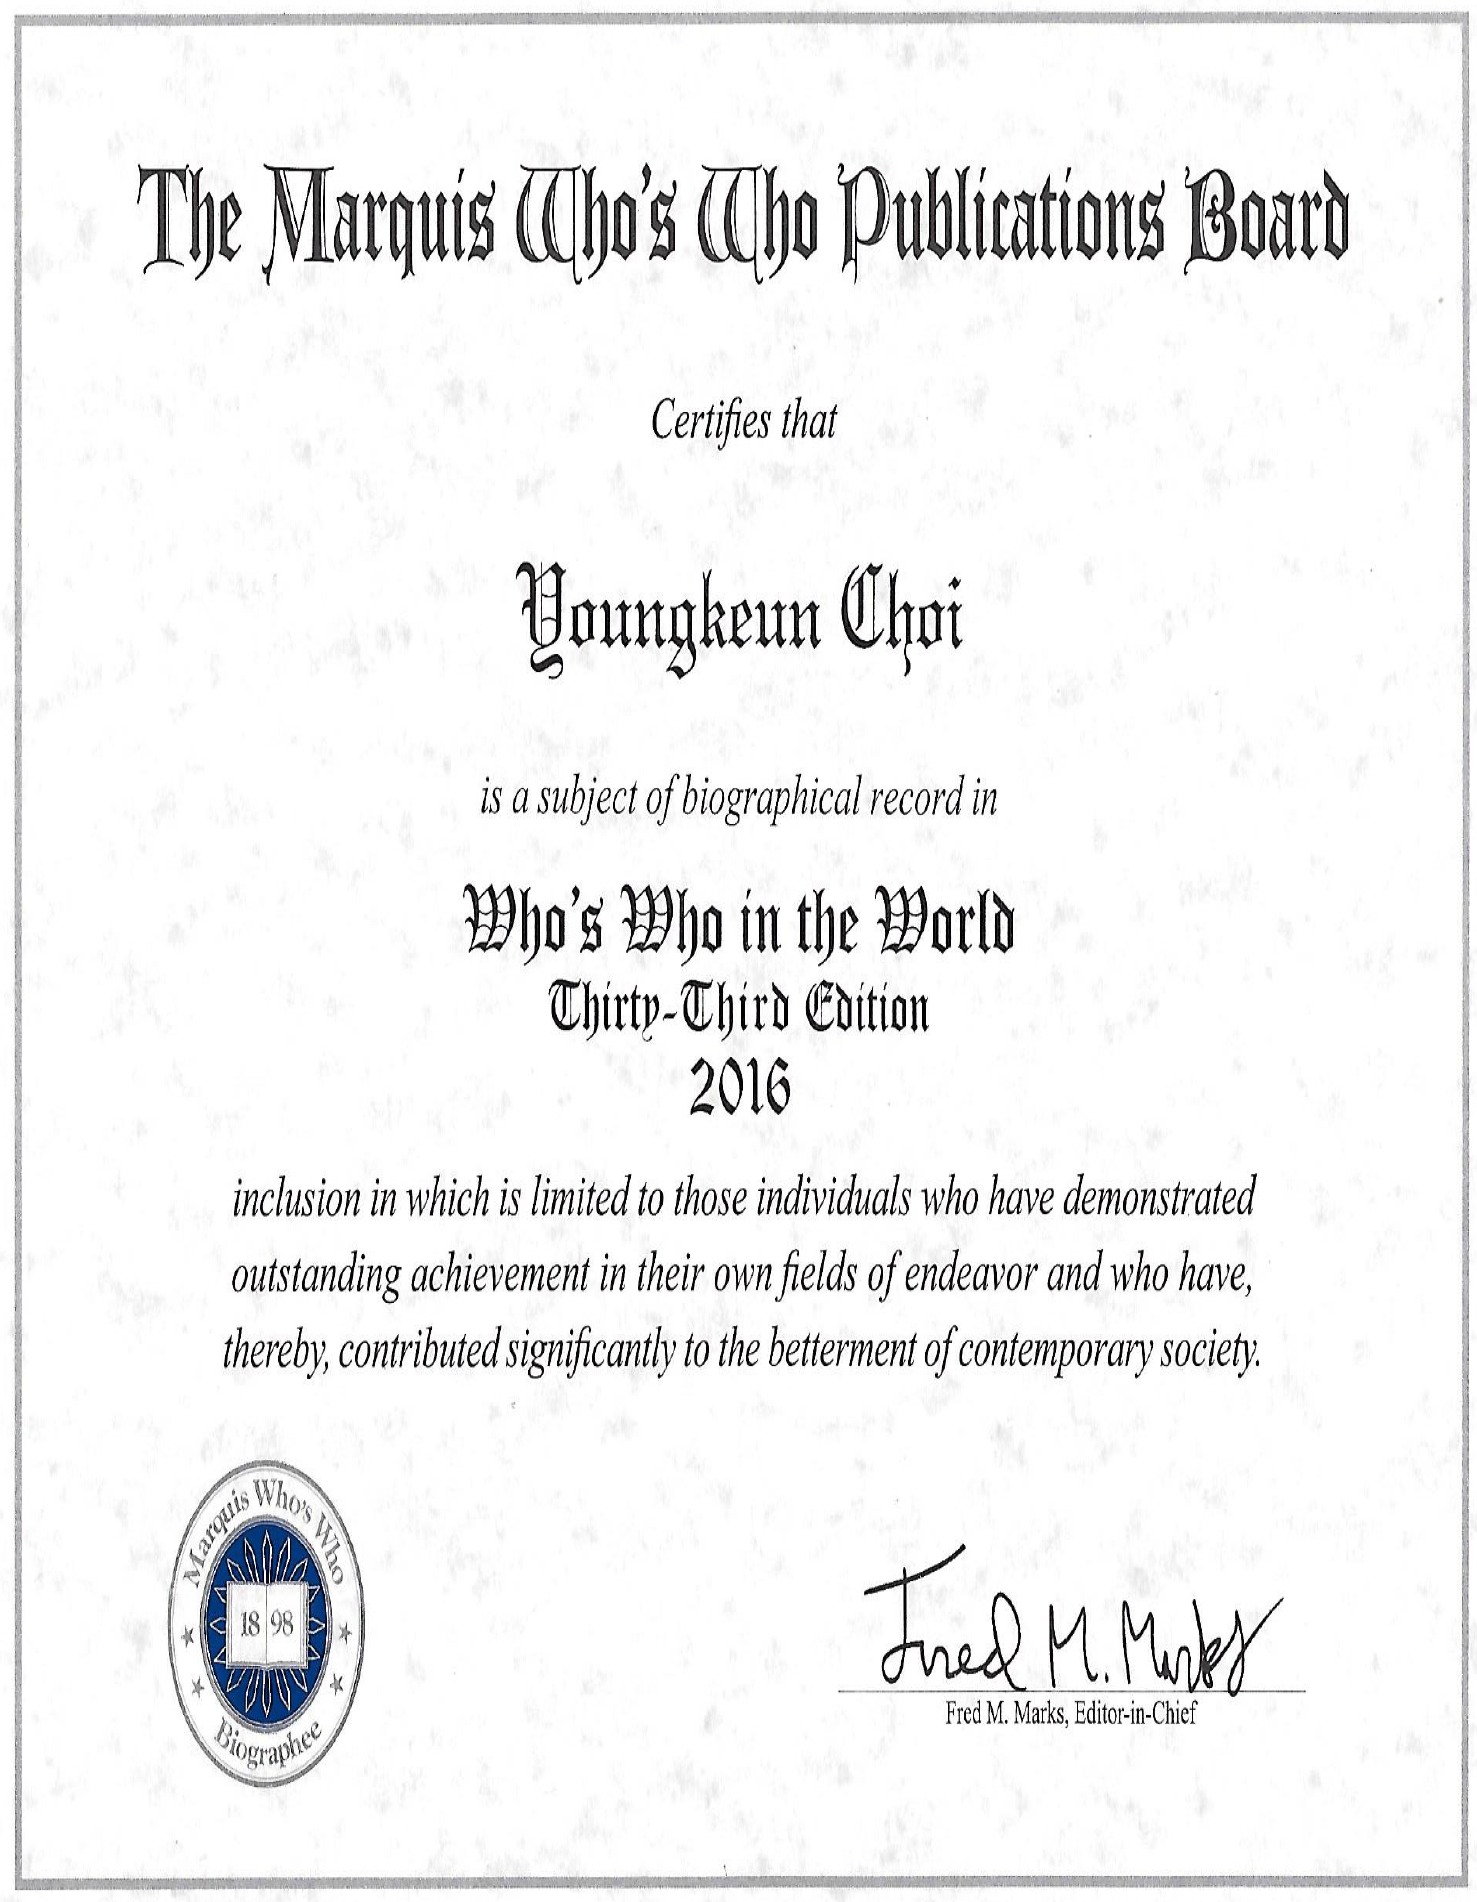 The Marquis Who's Who Publications Board
Certifies that
Youngkeun Choi
is a subject of biographical record in
Who's Who in the World
Thirty-Third Edition
2016
inclusion in which is limited to those individuals who have demonstrated
outstanding achievement in their own fields of endeavor and who have,
thereby, contributed significantly to the betterment of contemporary society.
Marquis Who's Who
18 98
Biographee
Fred M. Marks
Fred M. Marks, Editor-in-Chief